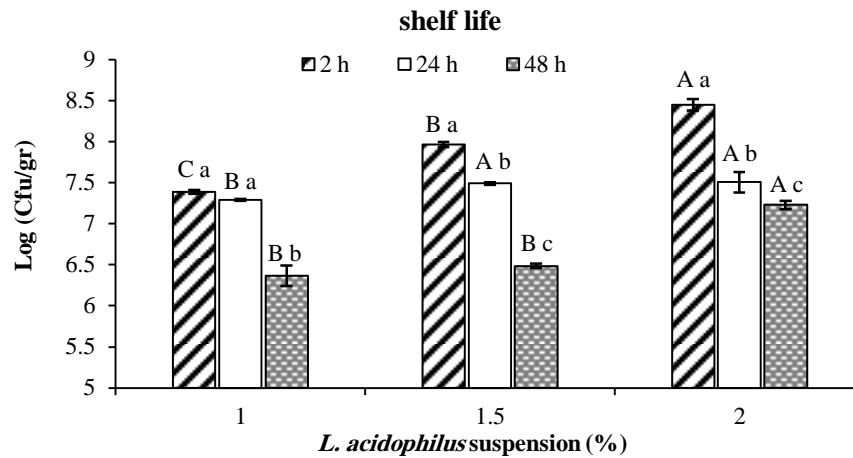 shelf life
2 h 24 h 48 h
9
8.5
8
7.5
7
6.5
6
5.5
5
Log (Cfu/gr)
C a
B a
B b
B a
A b
B c
A a
A b
A c
1 1.5 2
L. acidophilus suspension (%)